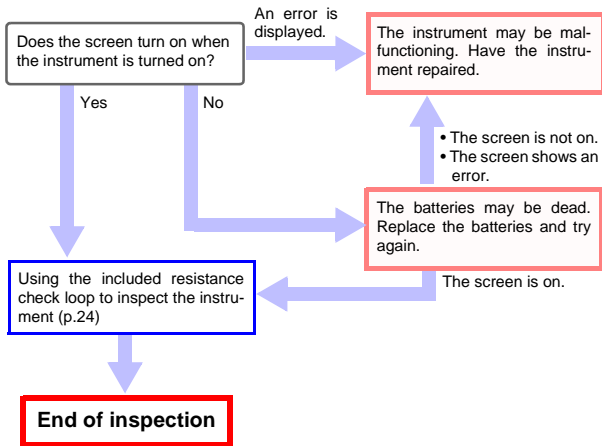 An error is
displayed.
Does the screen turn on when
the instrument is turned on?
The instrument may be mal-
functioning. Have the instru-
ment repaired.
Yes
No
• The screen is not on.
• The screen shows an
error.
The batteries may be dead.
Replace the batteries and try
again.
Using the included resistance
check loop to inspect the instru-
ment (p.24)
The screen is on.
End of inspection